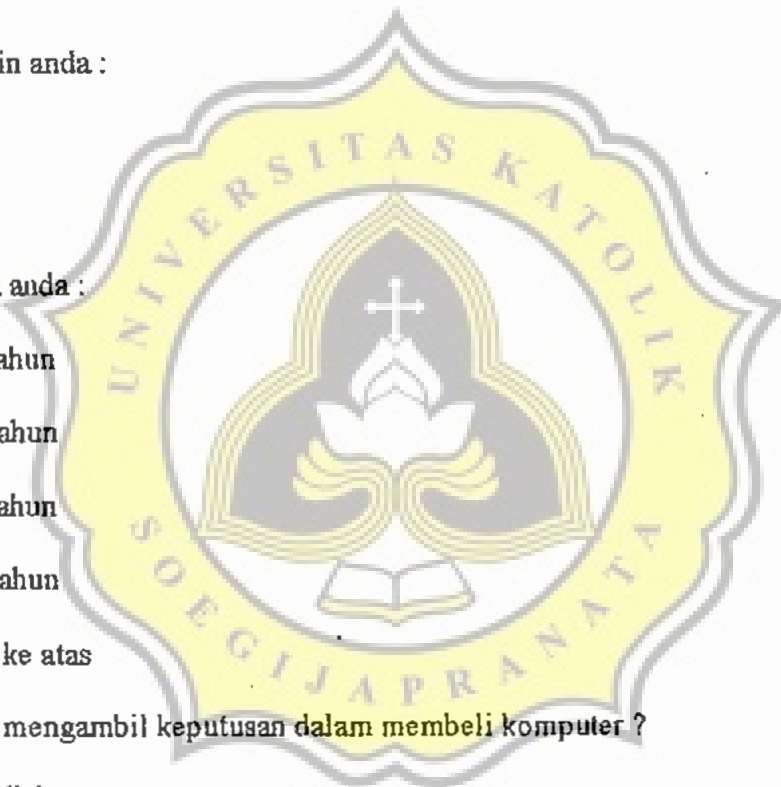 in anda :
UNIVERSITAS KATOLIK
anda :
ahun
ahun
ahun
ahun
SOEGIJAPRANATA
ke atas
mengambil keputusan dalam membeli komputer ?